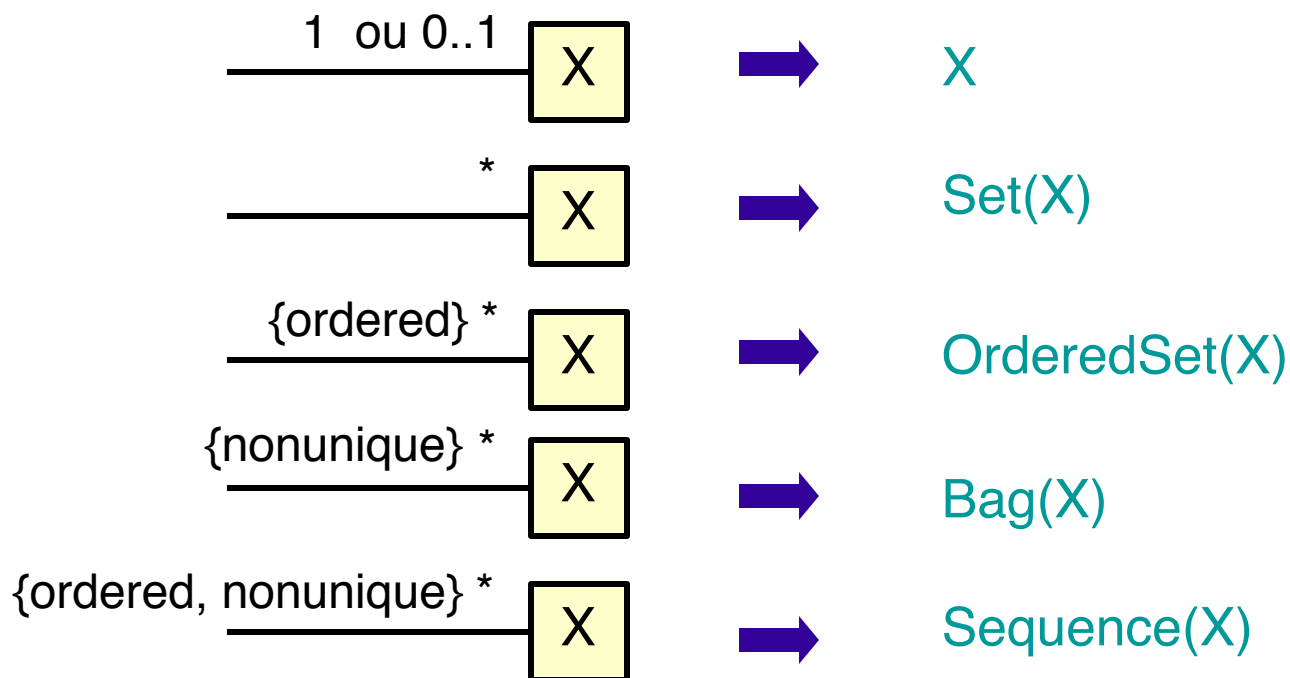 1 ou 0..1
X
X
*
X
Set(X)
{ordered} *
X
OrderedSet(X)
{nonunique} *
X
Bag(X)
{ordered, nonunique} *
X
Sequence(X)